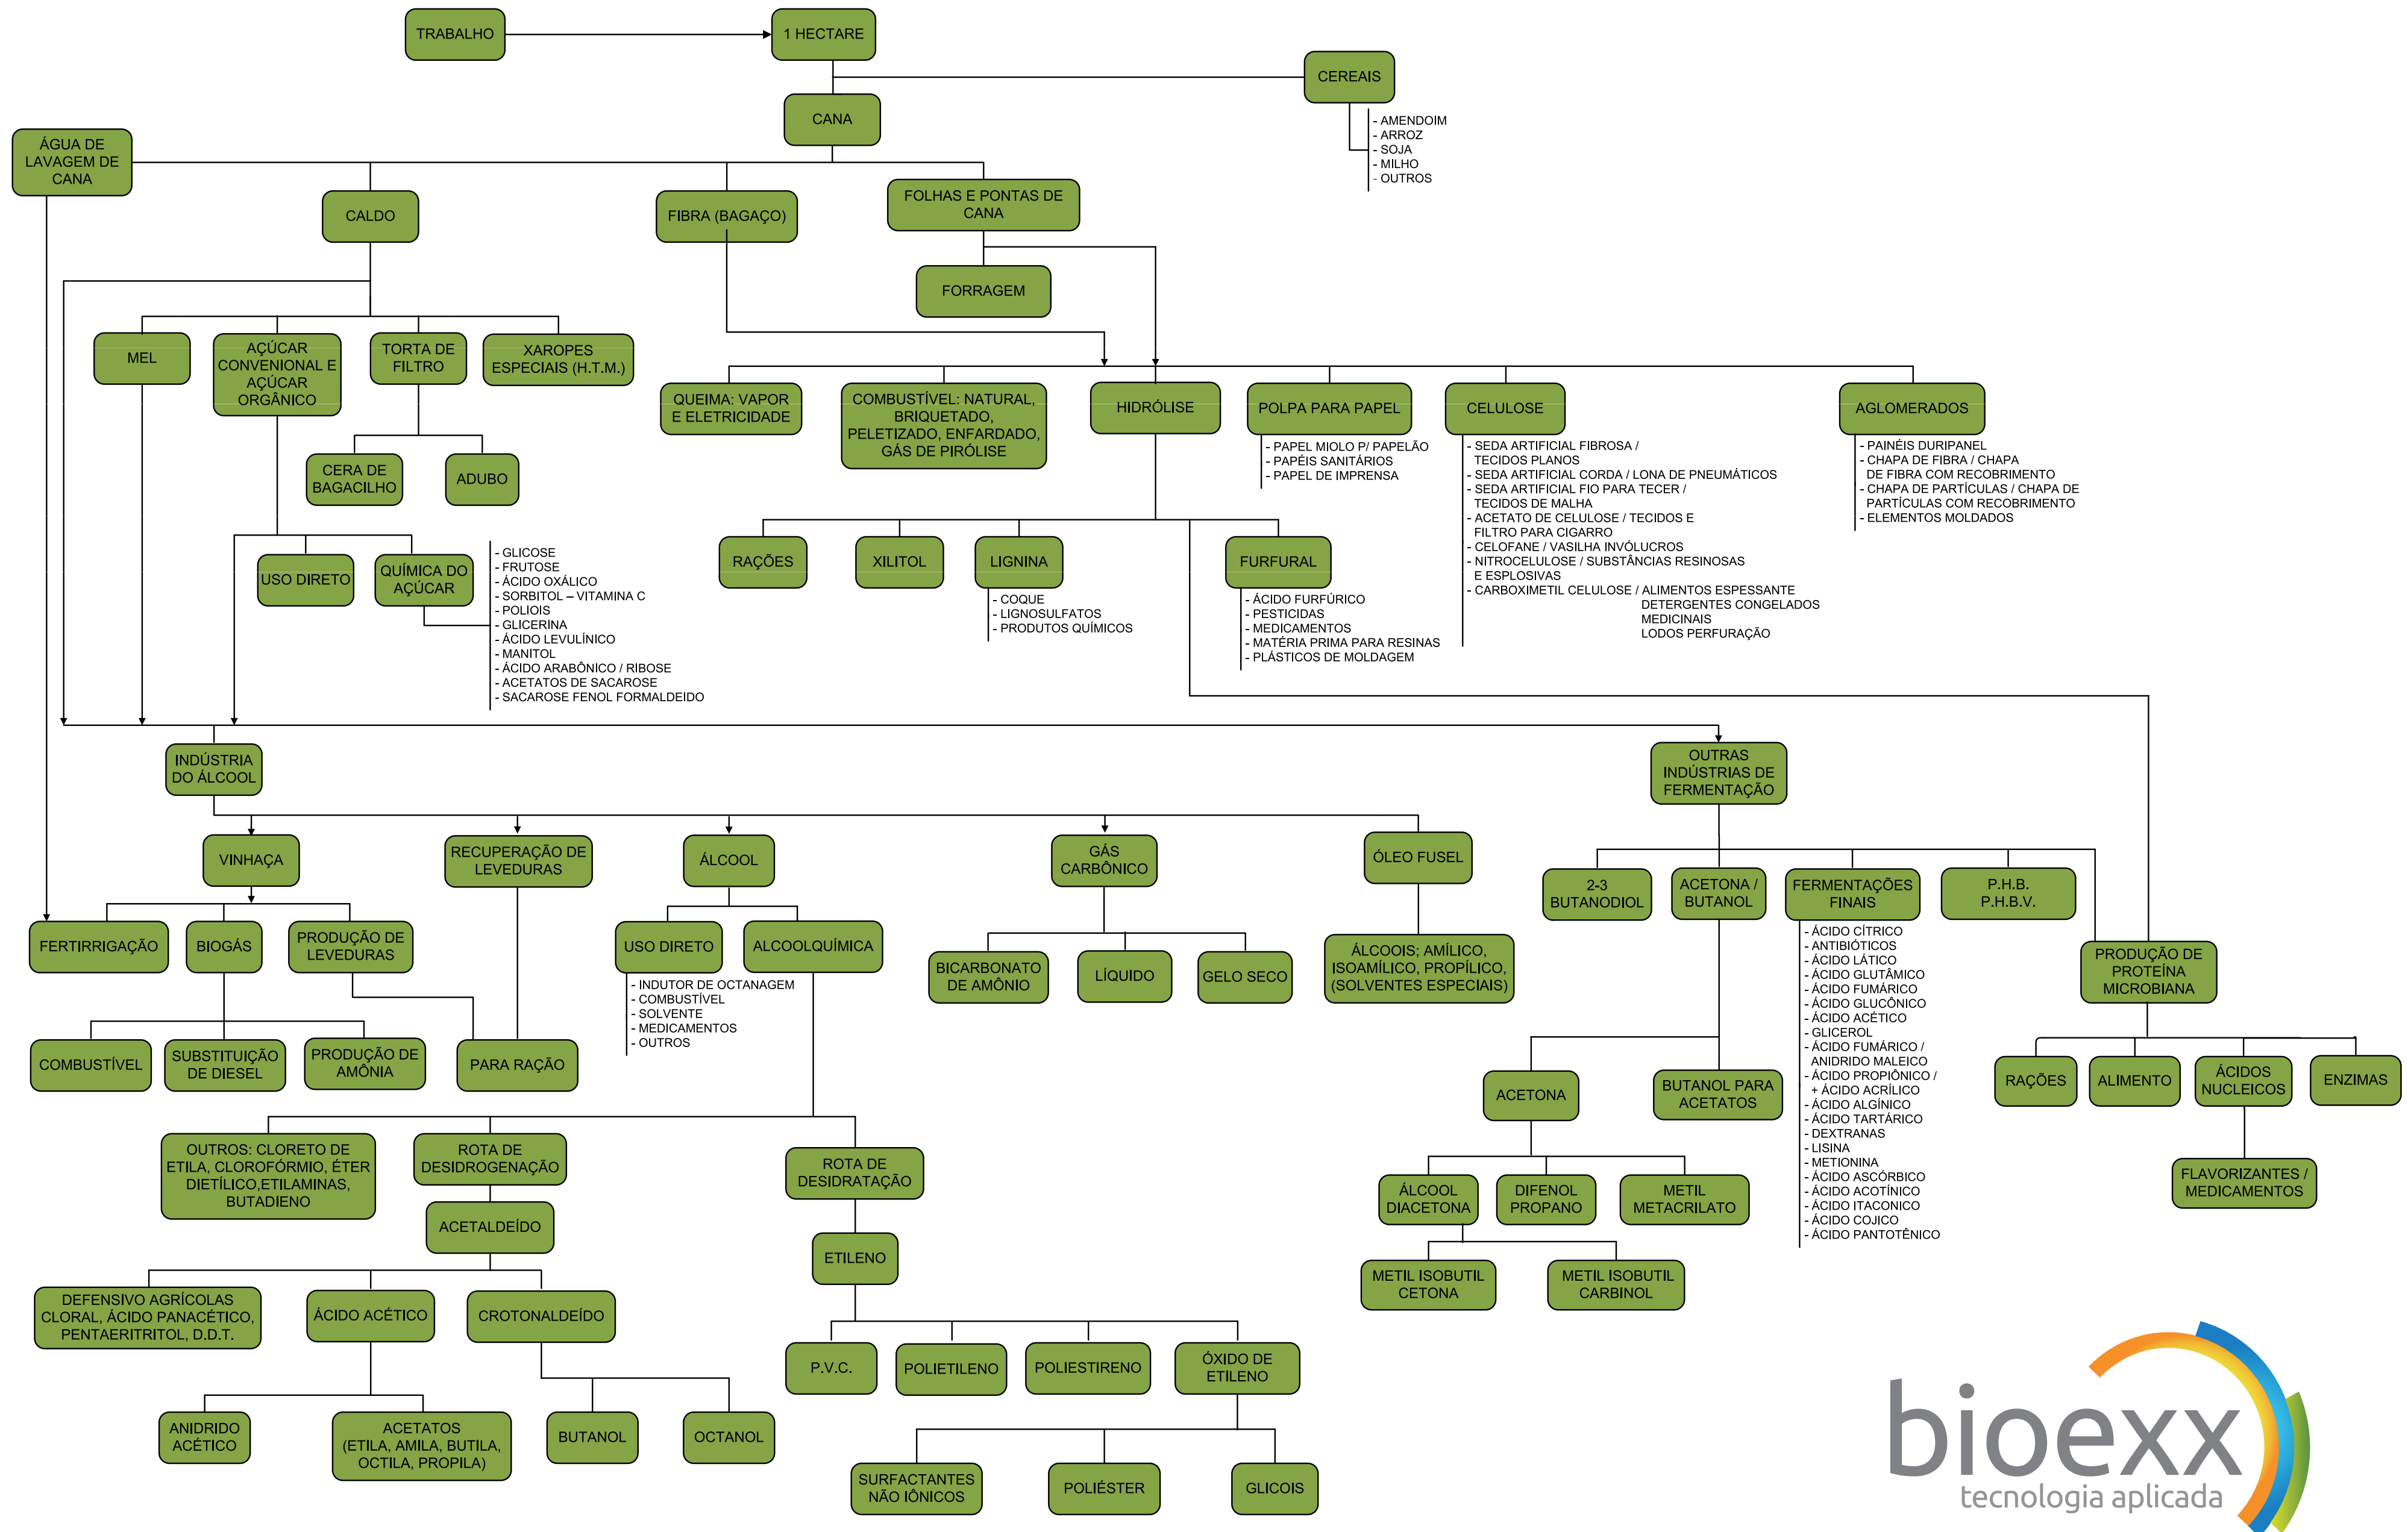 TRABALHO
1 HECTARE
CEREAIS
- AMENDOIM
- ARROZ
- SOJA
- MILHO
- OUTROS
CANA
ÁGUA DE
LAVAGEM DE
CANA
CALDO
FIBRA (BAGAÇO)
FOLHAS E PONTAS DE
CANA
FORRAGEM
MEL
AÇÚCAR
CONVENIONAL E
AÇÚCAR
ORGÂNICO
TORTA DE
FILTRO
XAROPES
ESPECIAIS (H.T.M.)
CERA DE
BAGACILHO
ADUBO
USO DIRETO
QUÍMICA DO
AÇÚCAR
- GLICOSE
- FRUTOSE
- ÁCIDO OXÁLICO
- SORBITOL – VITAMINA C
- POLIOIS
- GLICERINA
- ÁCIDO LEVULÍNICO
- MANITOL
- ÁCIDO ARABÔNICO / RIBOSE
- ACETATOS DE SACAROSE
- SACAROSE FENOL FORMALDEIDO
QUEIMA: VAPOR
E ELETRICIDADE
COMBUSTÍVEL: NATURAL,
BRIQUETADO,
PELETIZADO, ENFARDADO,
GÁS DE PIRÓLISE
HIDRÓLISE
POLPA PARA PAPEL
- PAPEL MIOLO P/ PAPELÃO
- PAPÉIS SANITÁRIOS
- PAPEL DE IMPRENSA
CELULOSE
- SEDA ARTIFICIAL FIBROSA /
TECIDOS PLANOS
- SEDA ARTIFICIAL CORDA / LONA DE PNEUMÁTICOS
- SEDA ARTIFICIAL FIO PARA TECER /
TECIDOS DE MALHA
- ACETATO DE CELULOSE / TECIDOS E
FILTRO PARA CIGARRO
- CELOFANE / VASILHA INVÓLUCROS
- NITROCELULOSE / SUBSTÂNCIAS RESINOSAS
E ESPLOSIVAS
- CARBOXIMETIL CELULOSE / ALIMENTOS ESPESSANTE
DETERGENTES CONGELADOS
MEDICINAIS
LODOS PERFURAÇÃO
AGLOMERADOS
- PAINÉIS DURIPANEL
- CHAPA DE FIBRA / CHAPA
DE FIBRA COM RECOBRIMENTO
- CHAPA DE PARTÍCULAS / CHAPA DE
PARTÍCULAS COM RECOBRIMENTO
- ELEMENTOS MOLDADOS
RAÇÕES
XILITOL
LIGNINA
- COQUE
- LIGNOSULFATOS
- PRODUTOS QUÍMICOS
FURFURAL
- ÁCIDO FURFÚRICO
- PESTICIDAS
- MEDICAMENTOS
- MATÉRIA PRIMA PARA RESINAS
- PLÁSTICOS DE MOLDAGEM
INDÚSTRIA
DO ÁLCOOL
OUTRAS
INDÚSTRIAS DE
FERMENTAÇÃO
VINHAÇA
RECUPERAÇÃO DE
LEVEDURAS
ÁLCOOL
GÁS
CARBÔNICO
ÓLEO FUSEL
FERTIRRIGAÇÃO
BIOGÁS
PRODUÇÃO DE
LEVEDURAS
USO DIRETO
- INDUTOR DE OCTANAGEM
- COMBUSTÍVEL
- SOLVENTE
- MEDICAMENTOS
- OUTROS
ALCOOLQUÍMICA
BICARBONATO
DE AMÔNIO
LÍQUIDO
GELO SECO
ÁLCOOIS; AMÍLICO,
ISOAMÍLICO, PROPÍLICO,
(SOLVENTES ESPECIAIS)
2-3
BUTANODIOL
ACETONA /
BUTANOL
FERMENTAÇÕES
FINAIS
- ÁCIDO CÍTRICO
- ANTIBIÓTICOS
- ÁCIDO LÁTICO
- ÁCIDO GLUTÂMICO
- ÁCIDO FUMÁRICO
- ÁCIDO GLUCÔNICO
- ÁCIDO ACÉTICO
- GLICEROL
- ÁCIDO FUMÁRICO /
ANIDRIDO MALEICO
- ÁCIDO PROPIÔNICO /
+ ÁCIDO ACRÍLICO
- ÁCIDO ALGÍNICO
- ÁCIDO TARTÁRICO
- DEXTRANAS
- LISINA
- METIONINA
- ÁCIDO ASCÓRBICO
- ÁCIDO ACOTÍNICO
- ÁCIDO ITACONICO
- ÁCIDO COJICO
- ÁCIDO PANTOTÊNICO
P.H.B.
P.H.B.V.
PRODUÇÃO DE
PROTEÍNA
MICROBIANA
COMBUSTÍVEL
SUBSTITUIÇÃO
DE DIESEL
PRODUÇÃO DE
AMÔNIA
PARA RAÇÃO
ACETONA
BUTANOL PARA
ACETATOS
RAÇÕES
ALIMENTO
ÁCIDOS
NUCLEICOS
ENZIMAS
FLAVORIZANTES /
MEDICAMENTOS
OUTROS: CLORETO DE
ETILA, CLOROFÓRMIO, ÉTER
DIETÍLICO,ETILAMINAS,
BUTADIENO
ROTA DE
DESIDROGENAÇÃO
ROTA DE
DESIDRATAÇÃO
ÁLCOOL
DIACETONA
DIFENOL
PROPANO
METIL
METACRILATO
ACETALDEÍDO
ETILENO
METIL ISOBUTIL
CETONA
METIL ISOBUTIL
CARBINOL
DEFENSIVO AGRÍCOLAS
CLORAL, ÁCIDO PANACÉTICO,
PENTAERITRITOL, D.D.T.
ÁCIDO ACÉTICO
CROTONALDEÍDO
P.V.C.
POLIETILENO
POLIESTIRENO
ÓXIDO DE
ETILENO
ANIDRIDO
ACÉTICO
ACETATOS
(ETILA, AMILA, BUTILA,
OCTILA, PROPILA)
BUTANOL
OCTANOL
SURFACTANTES
NÃO IÔNICOS
POLIÉSTER
GLICOIS
bioexx
tecnologia aplicada